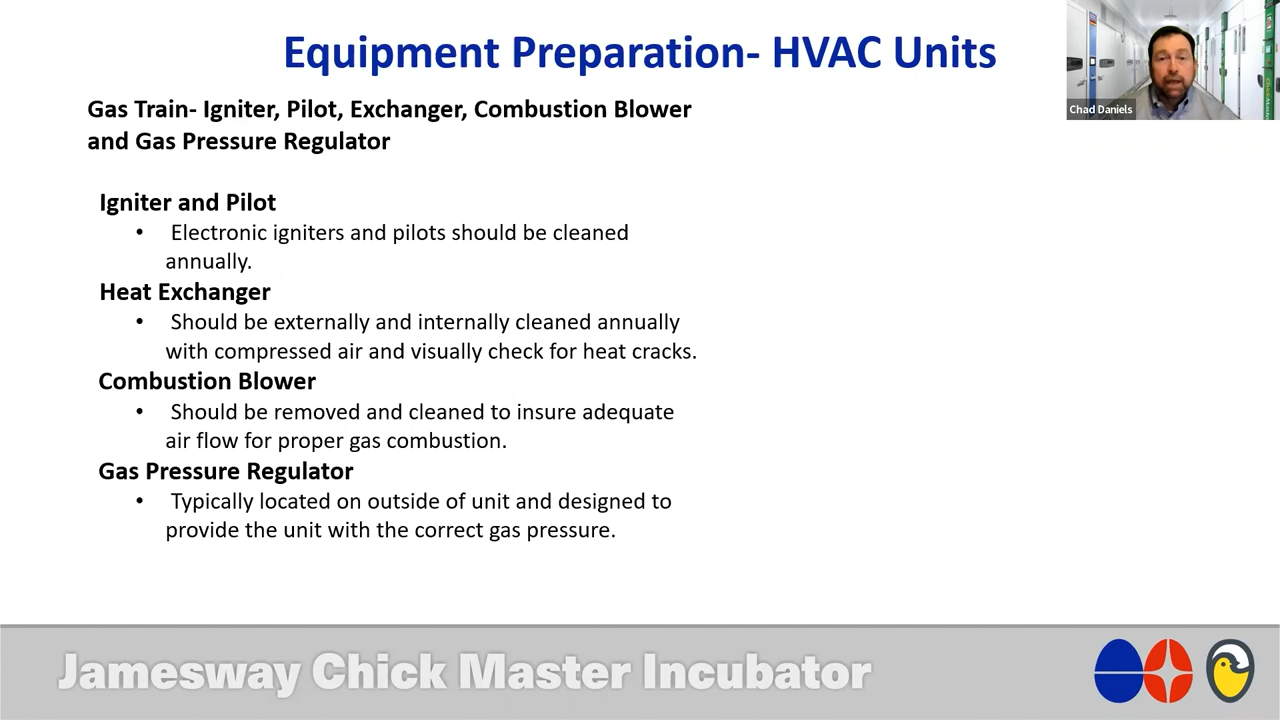 Equipment Preparation- HVAC Units
Chad Daniels
Gas Train- Igniter, Pilot, Exchanger, Combustion Blower
and Gas Pressure Regulator
Igniter and Pilot
• Electronic igniters and pilots should be cleaned
annually.
Heat Exchanger
• Should be externally and internally cleaned annually
with compressed air and visually check for heat cracks.
Combustion Blower
• Should be removed and cleaned to insure adequate
air flow for proper gas combustion.
Gas Pressure Regulator
• Typically located on outside of unit and designed to
provide the unit with the correct gas pressure.
Jamesway Chick Master Incubator